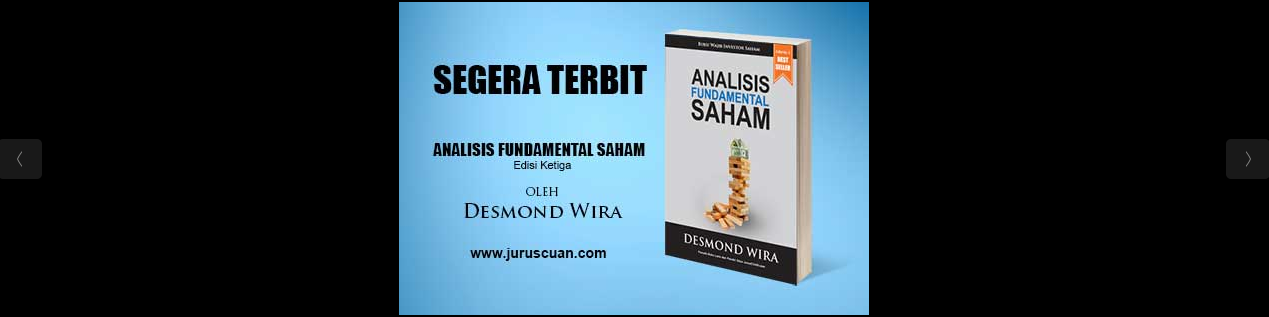 SEGERA TERBIT
ANALISIS FUNDAMENTAL SAHAM
Edisi Ketiga
OLEH
DESMOND WIRA
www.juruscuan.com
BUKU WAJIB INVESTOR SAHAM
BEST
SELLER
ANALISIS
FUNDAMENTAL
SAHAM
DESMOND WIRA